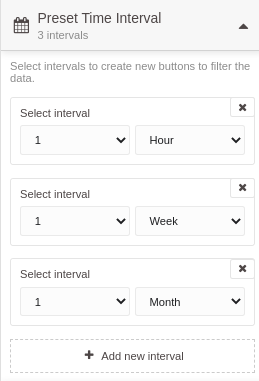 Preset Time Interval
3 intervals
Select intervals to create new buttons to filter the
data.
Select interval
1 Hour
Select interval
1 Week
Select interval
1 Month
Add new interval